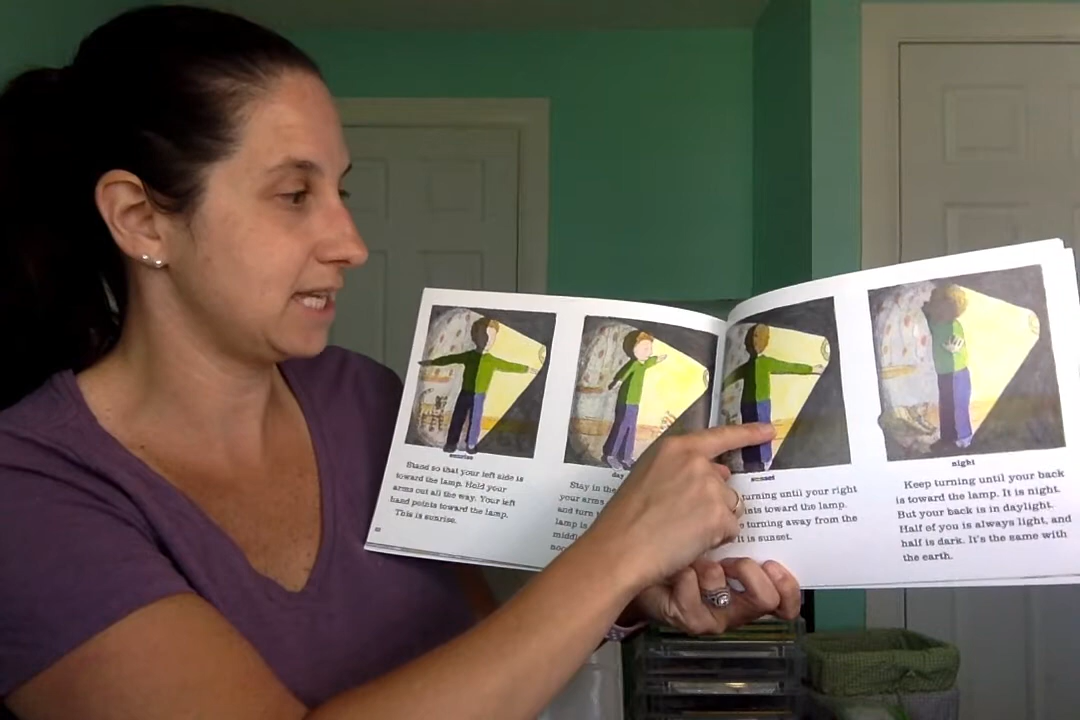 sunrise
Stand so that your left side is
toward the lamp. Hold your
arms out all the way. Your left
hand points toward the lamp.
This is sunrise.
day
Stay in the
your arms
and turn
lamp is
middle
noo
sunset
turning until your right
ints toward the lamp.
turning away from the
It is sunset.
night
Keep turning until your back
is toward the lamp. It is night.
But your back is in daylight.
Half of you is always light, and
half is dark. It's the same with
the earth.